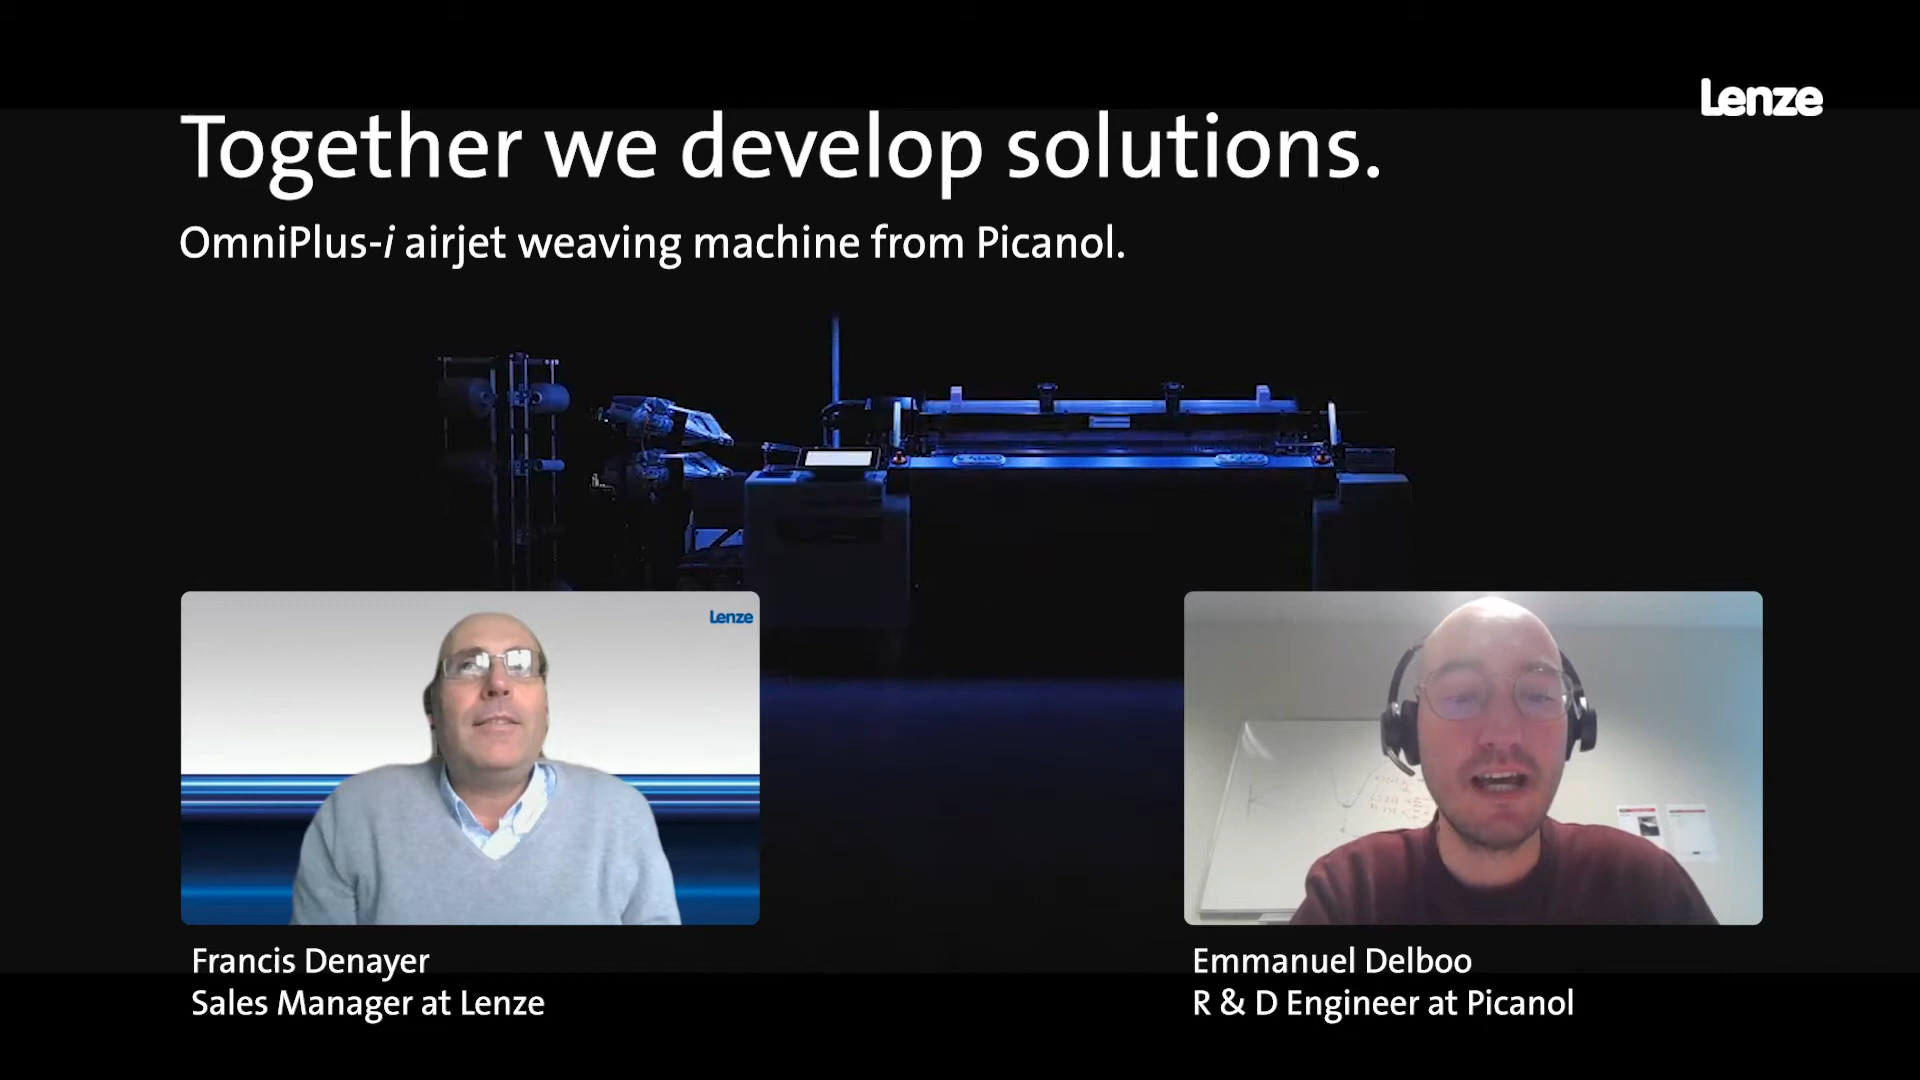 Lenze
Together we develop solutions.
OmniPlus-i airjet weaving machine from Picanol.
Lenze
Francis Denayer
Sales Manager at Lenze
Emmanuel Delboo
R & D Engineer at Picanol